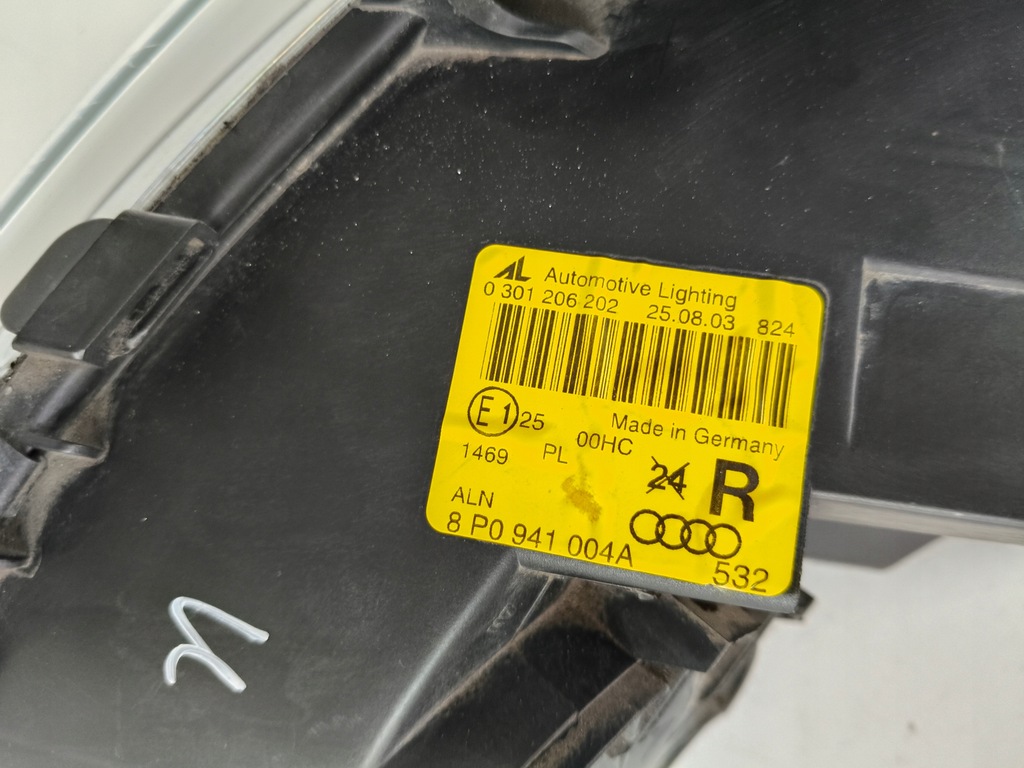 AL Automotive Lighting
0 301 206 202 25.08.03 824
E1 25 00HC Made in Germany
1469 PL 24 R
ALN
8 P0 941 004A 532